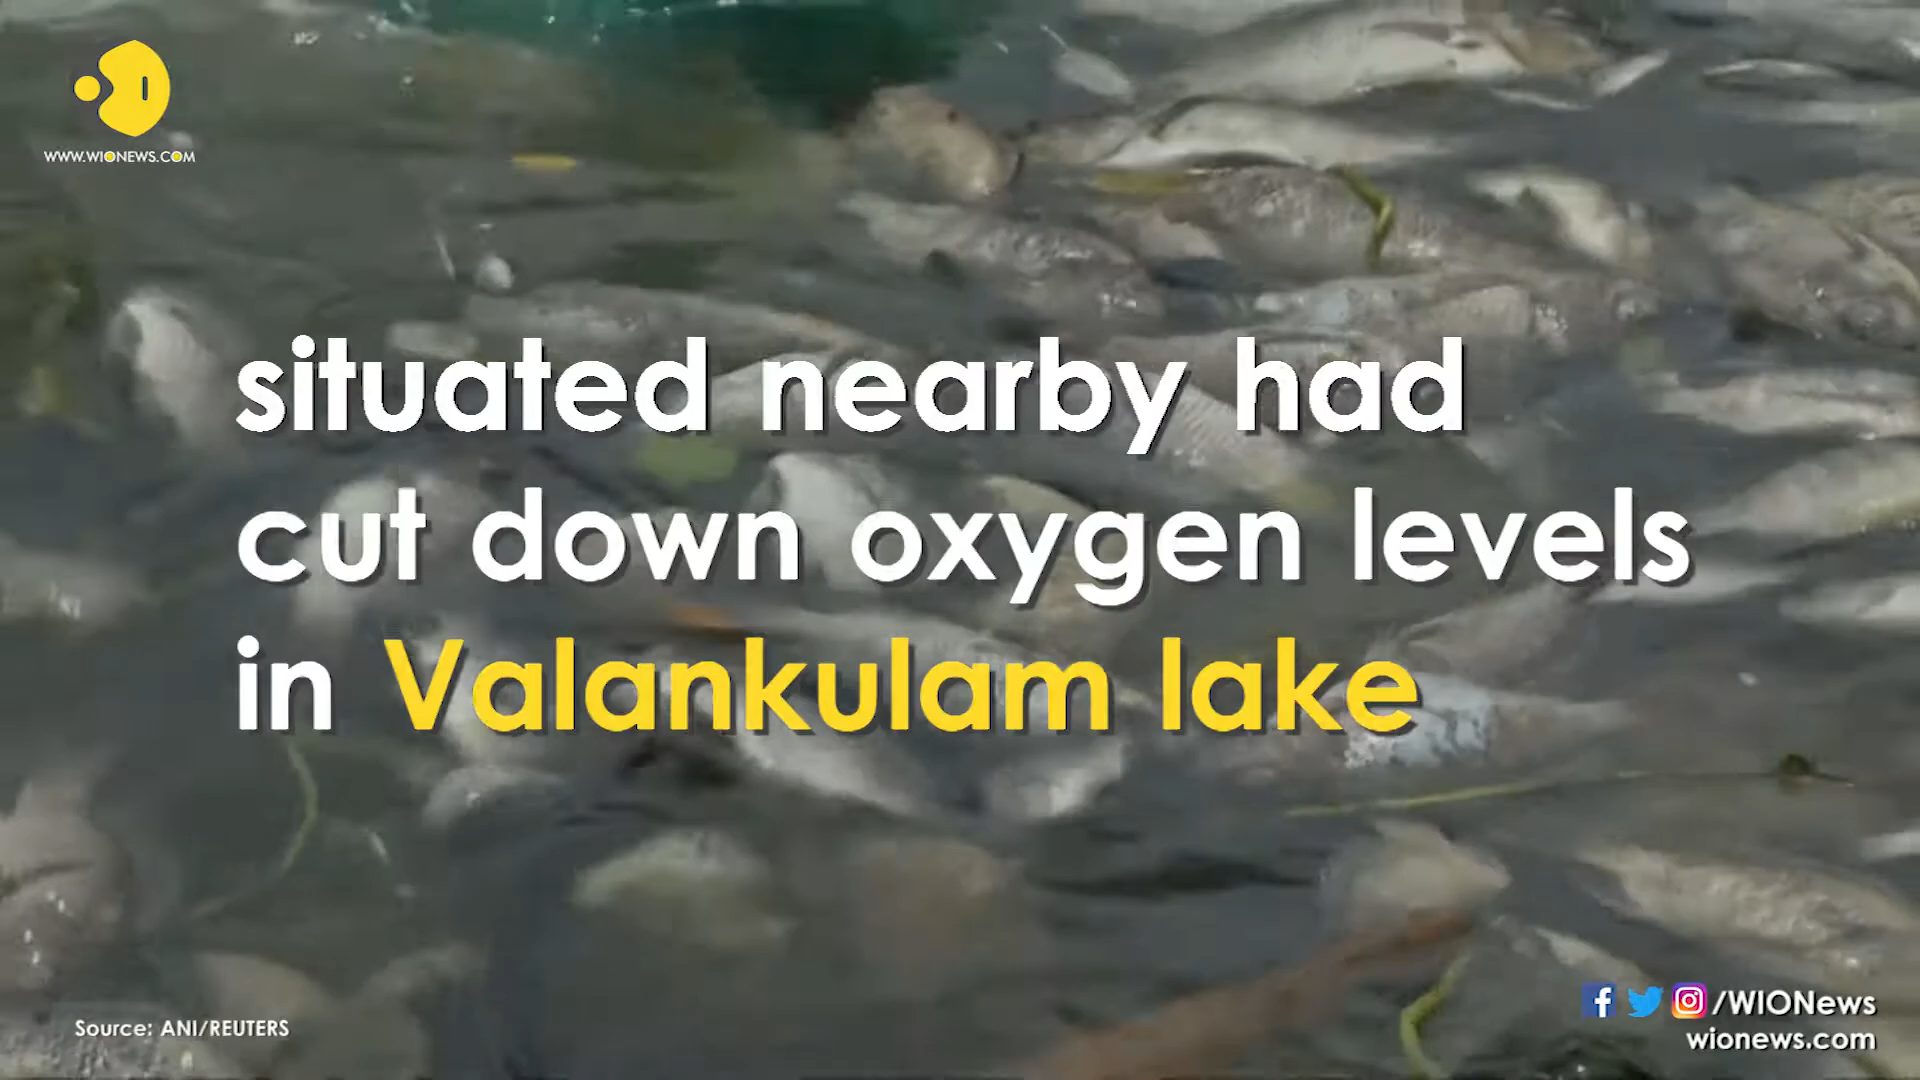 WWW.WIONEWS.COM
situated nearby had
cut down oxygen levels
in Valankulam lake
Source: ANI/REUTERS
/WIONews
wionews.com